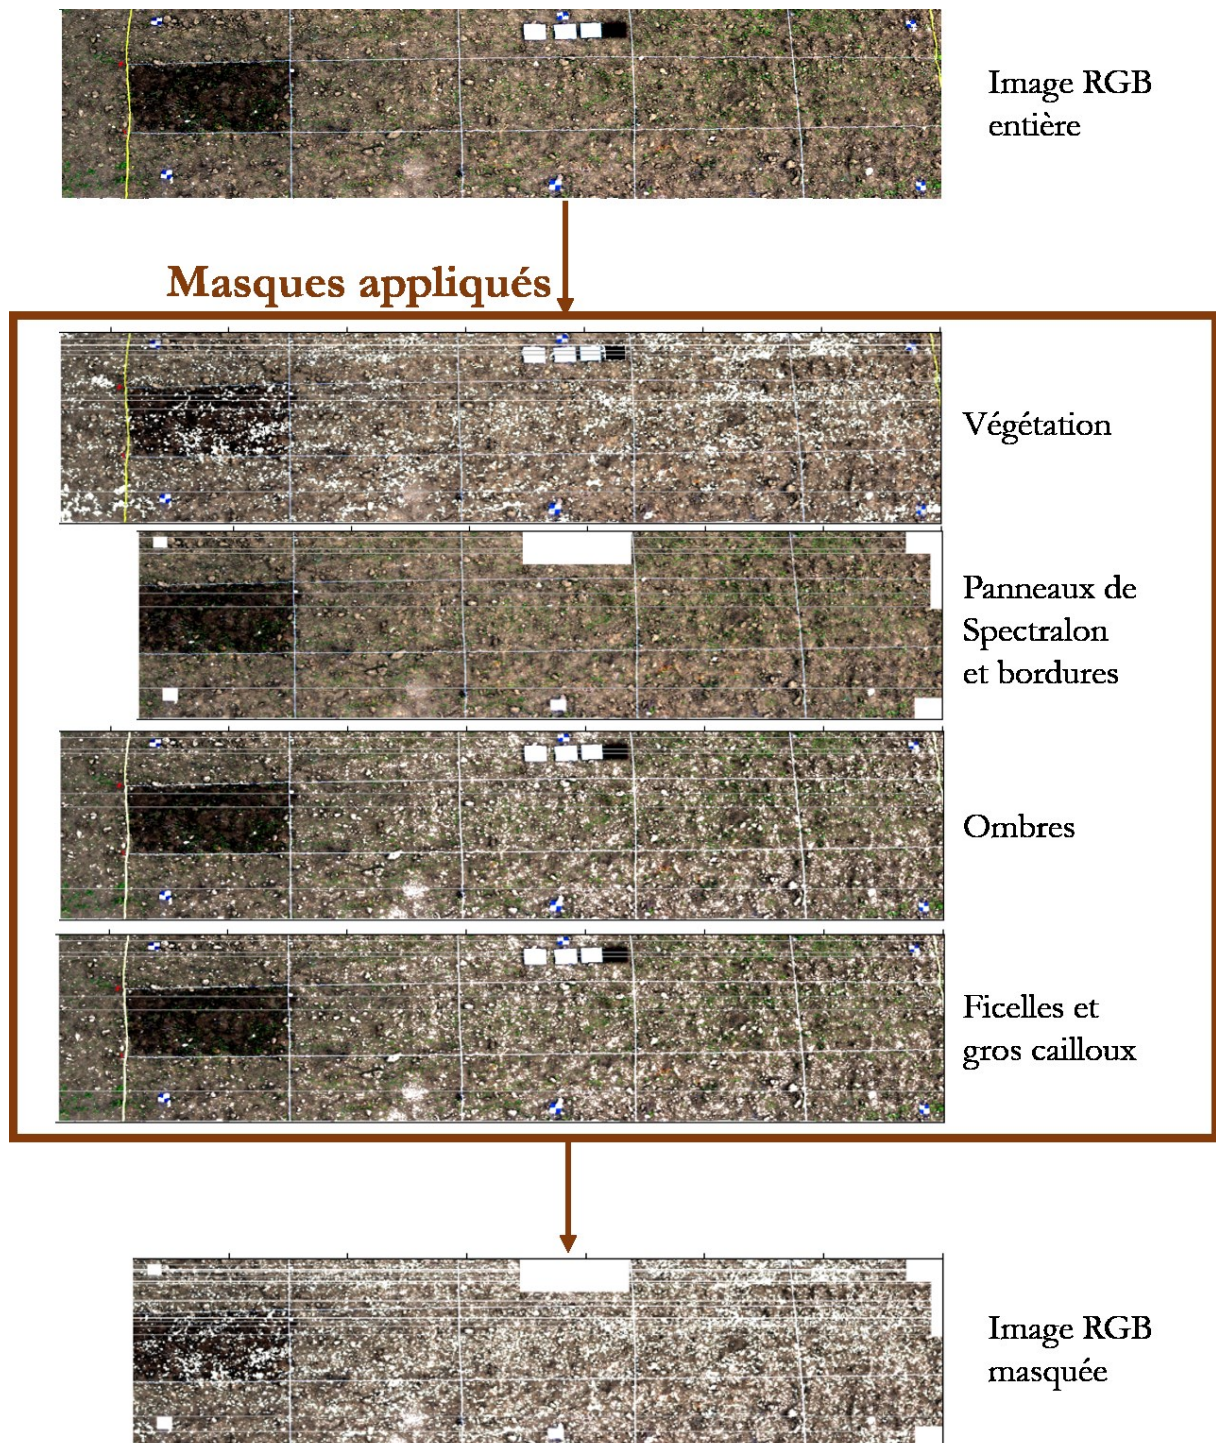 Image RGB
entière
Masques appliqués
Végétation
Panneaux de
Spectralon
et bordures
Ombres
Ficelles et
gros cailloux
Image RGB
masquée